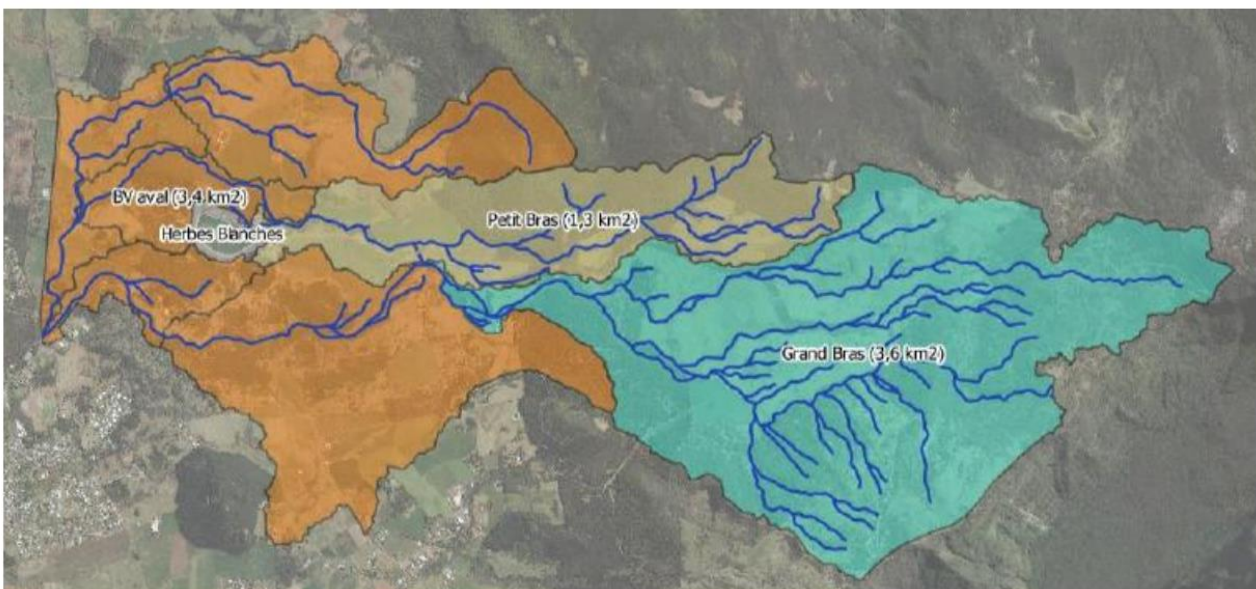 BV aval (3,4 km2)
Herbes Blanches
Petit Bras (1,3 km2)
Grand Bras (3,6 km2)